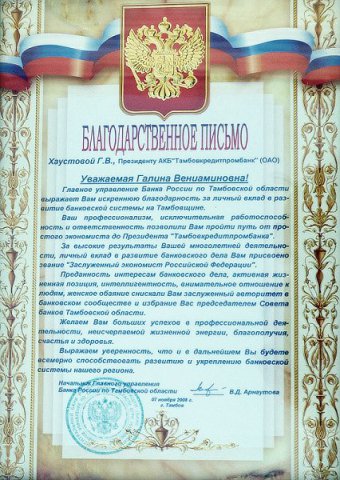 БЛАГОДАРСТВЕННОЕ ПИСЬМО
Хаустовой Г.В., Президенту АКБ"Тамбовкредитпромбанк" (ОАО)
Уважаемая Галина Вениаминовна!
Главное управление Банка России по Тамбовской области
выражает Вам искреннюю благодарность за личный вклад в раз-
витие банковской системы на Тамбовщине.
Ваш профессионализм, исключительная работоспособ-
ность и ответственность позволили Вам пройти путь от про-
стого экономиста до Президента "Тамбовкредитпромбанка".
За высокие результаты Вашей многолетней деятельно-
сти, личный вклад в развитие банковского дела Вам присвоено
звание "Заслуженный экономист Российской Федерации".
Преданность интересам банковского дела, активная жиз-
ненная позиция, интеллигентность, внимательное отношение к
людям, женское обаяние снискали Вам заслуженный авторитет в
банковском сообществе и избрание Вас председателем Совета
банков Тамбовской области.
Желаем Вам больших успехов в профессиональной дея-
тельности, неисчерпаемой жизненной энергии, благополучия,
счастья и здоровья.
Выражаем уверенность, что и в дальнейшем Вы будете
всемерно способствовать развитию и укреплению банковской
системы нашего региона.
Начальник Главного управления
Банка России по Тамбовской области В.Д. Арнаутова
01 ноября 2008 г.
г. Тамбов